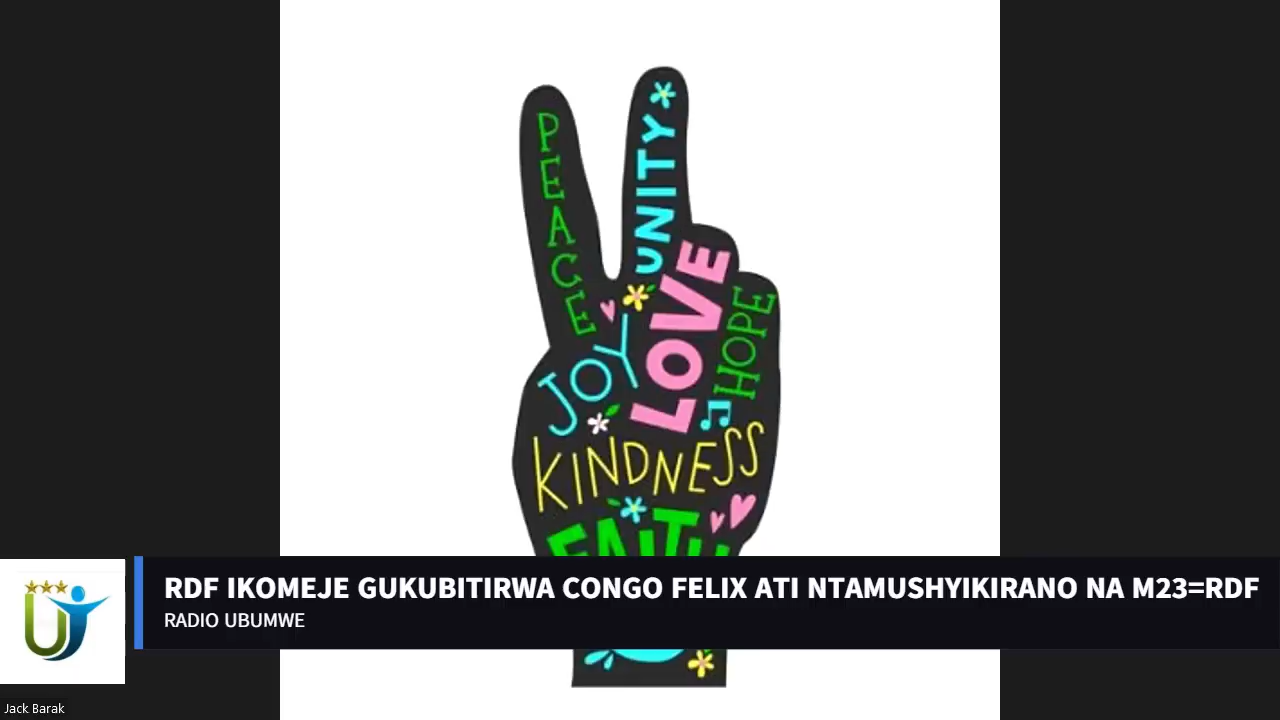 PEACE
UNITY
LOVE
HOPE
JOY
KINDNESS
FAITH
RDF IKOMEJE GUKUBITIRWA CONGO FELIX ATI NTAMUSHYIKIRANO NA M23=RDF
RADIO UBUMWE
Jack Barak